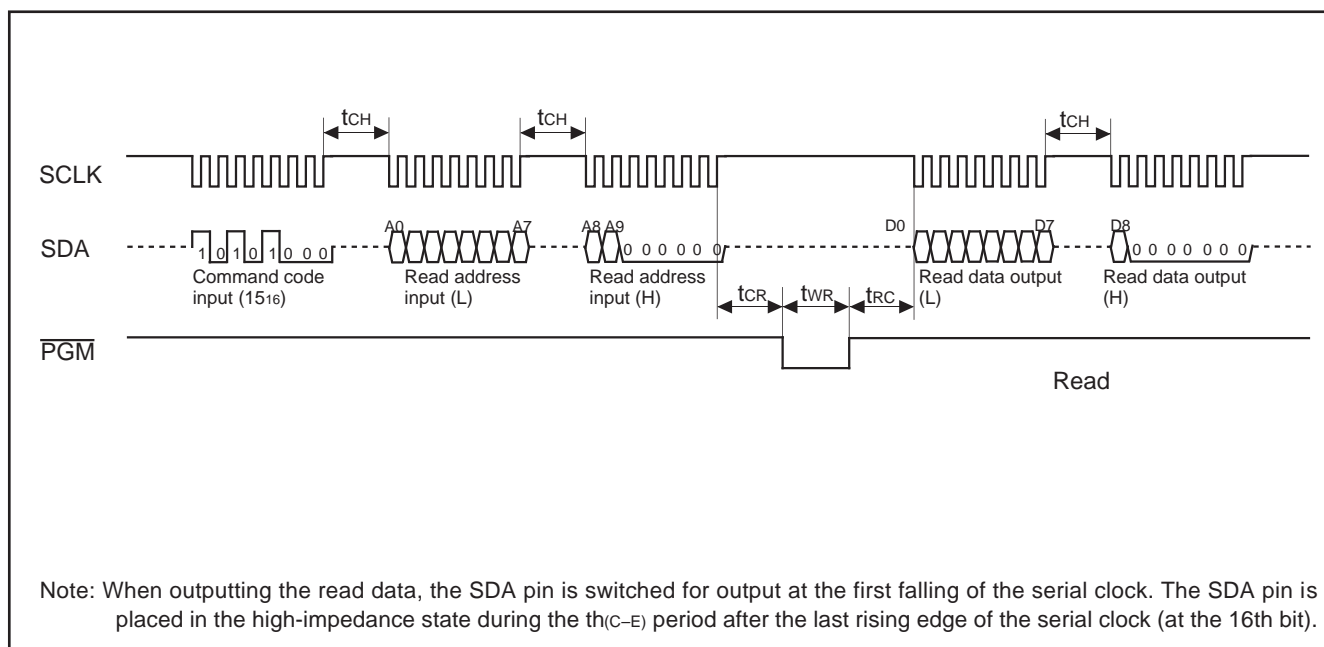 tCH tCH tCH
SCLK
A0 A7 A8 A9 D0 D7 D8
SDA
1 0 1 0 1 0 0 0 0 0 0 0 0 0 0 0 0 0 0 0 0
Command code
input (1516)
Read address
input (L)
Read address
input (H)
Read data output
(L)
Read data output
(H)
tCR tWR tRC
PGM
Read
Note: When outputting the read data, the SDA pin is switched for output at the first falling of the serial clock. The SDA pin is
placed in the high-impedance state during the th(C–E) period after the last rising edge of the serial clock (at the 16th bit).